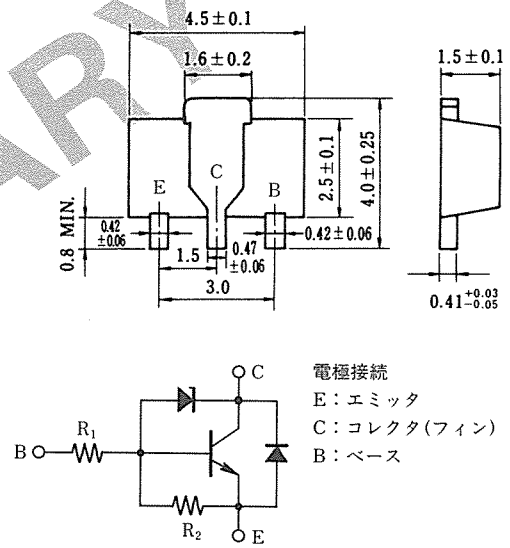 ARY
4.5±0.1
1.6±0.2
1.5±0.1
C
E
B
2.5±0.1
4.0±0.25
0.8 MIN.
0.42
±0.06
1.5
0.47
±0.06
0.42±0.06
3.0
0.41 +0.03
-0.05
電極接続
E:エミッタ
C:コレクタ(フィン)
B:ベース
C
R1
B
R2
E